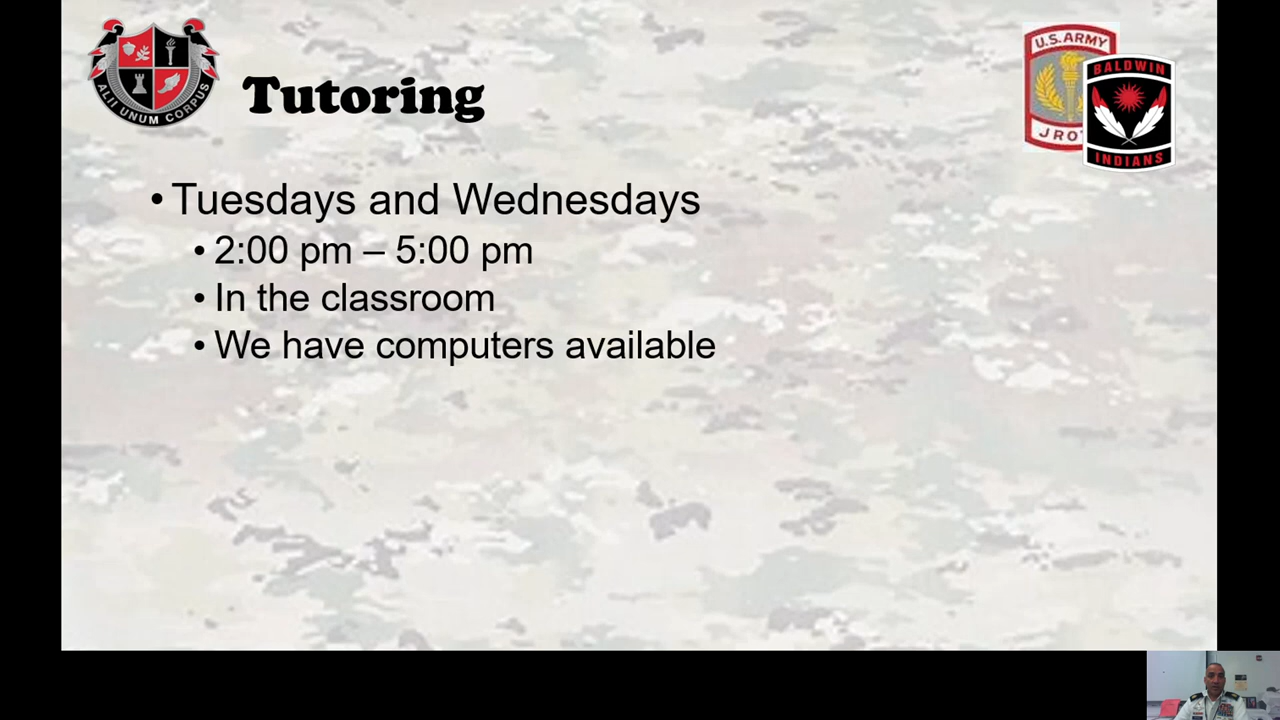 ALII UNUM CORPUS
Tutoring
U.S. ARMY
JROT
BALDWIN
INDIANS
• Tuesdays and Wednesdays
• 2:00 pm – 5:00 pm
• In the classroom
• We have computers available